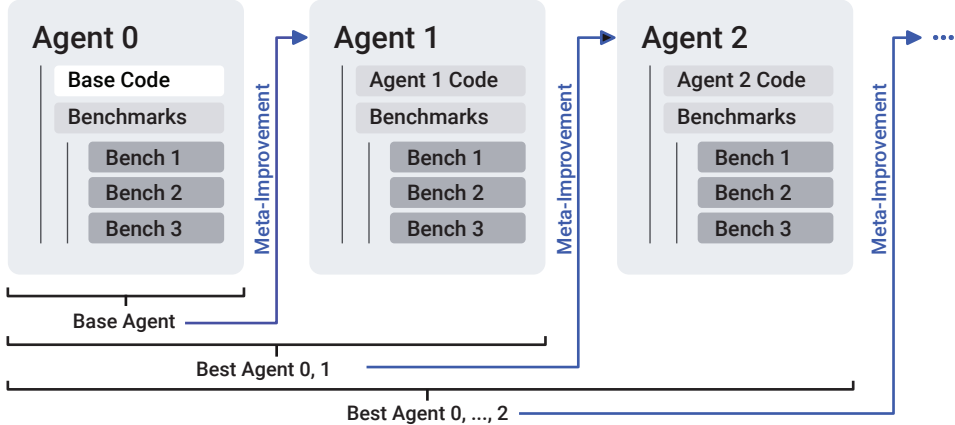 Agent 0
Base Code
Benchmarks
Bench 1
Bench 2
Bench 3
Meta-Improvement
Agent 1
Agent 1 Code
Benchmarks
Bench 1
Bench 2
Bench 3
Meta-Improvement
Agent 2
Agent 2 Code
Benchmarks
Bench 1
Bench 2
Bench 3
Meta-Improvement
...
Base Agent
Best Agent 0, 1
Best Agent 0, ..., 2